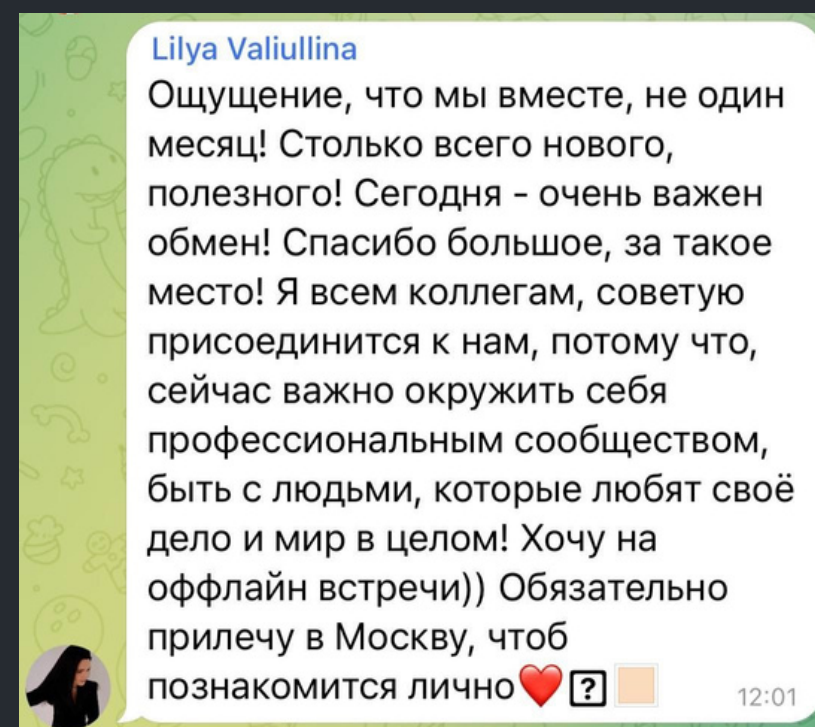 Lilya Valiullina
Ощущение, что мы вместе, не один
месяц! Столько всего нового,
полезного! Сегодня - очень важен
обмен! Спасибо большое, за такое
место! Я всем коллегам, советую
присоединится к нам, потому что,
сейчас важно окружить себя
профессиональным сообществом,
быть с людьми, которые любят своё
дело и мир в целом! Хочу на
оффлайн встречи)) Обязательно
прилечу в Москву, чтоб
познакомится лично❤️
12:01